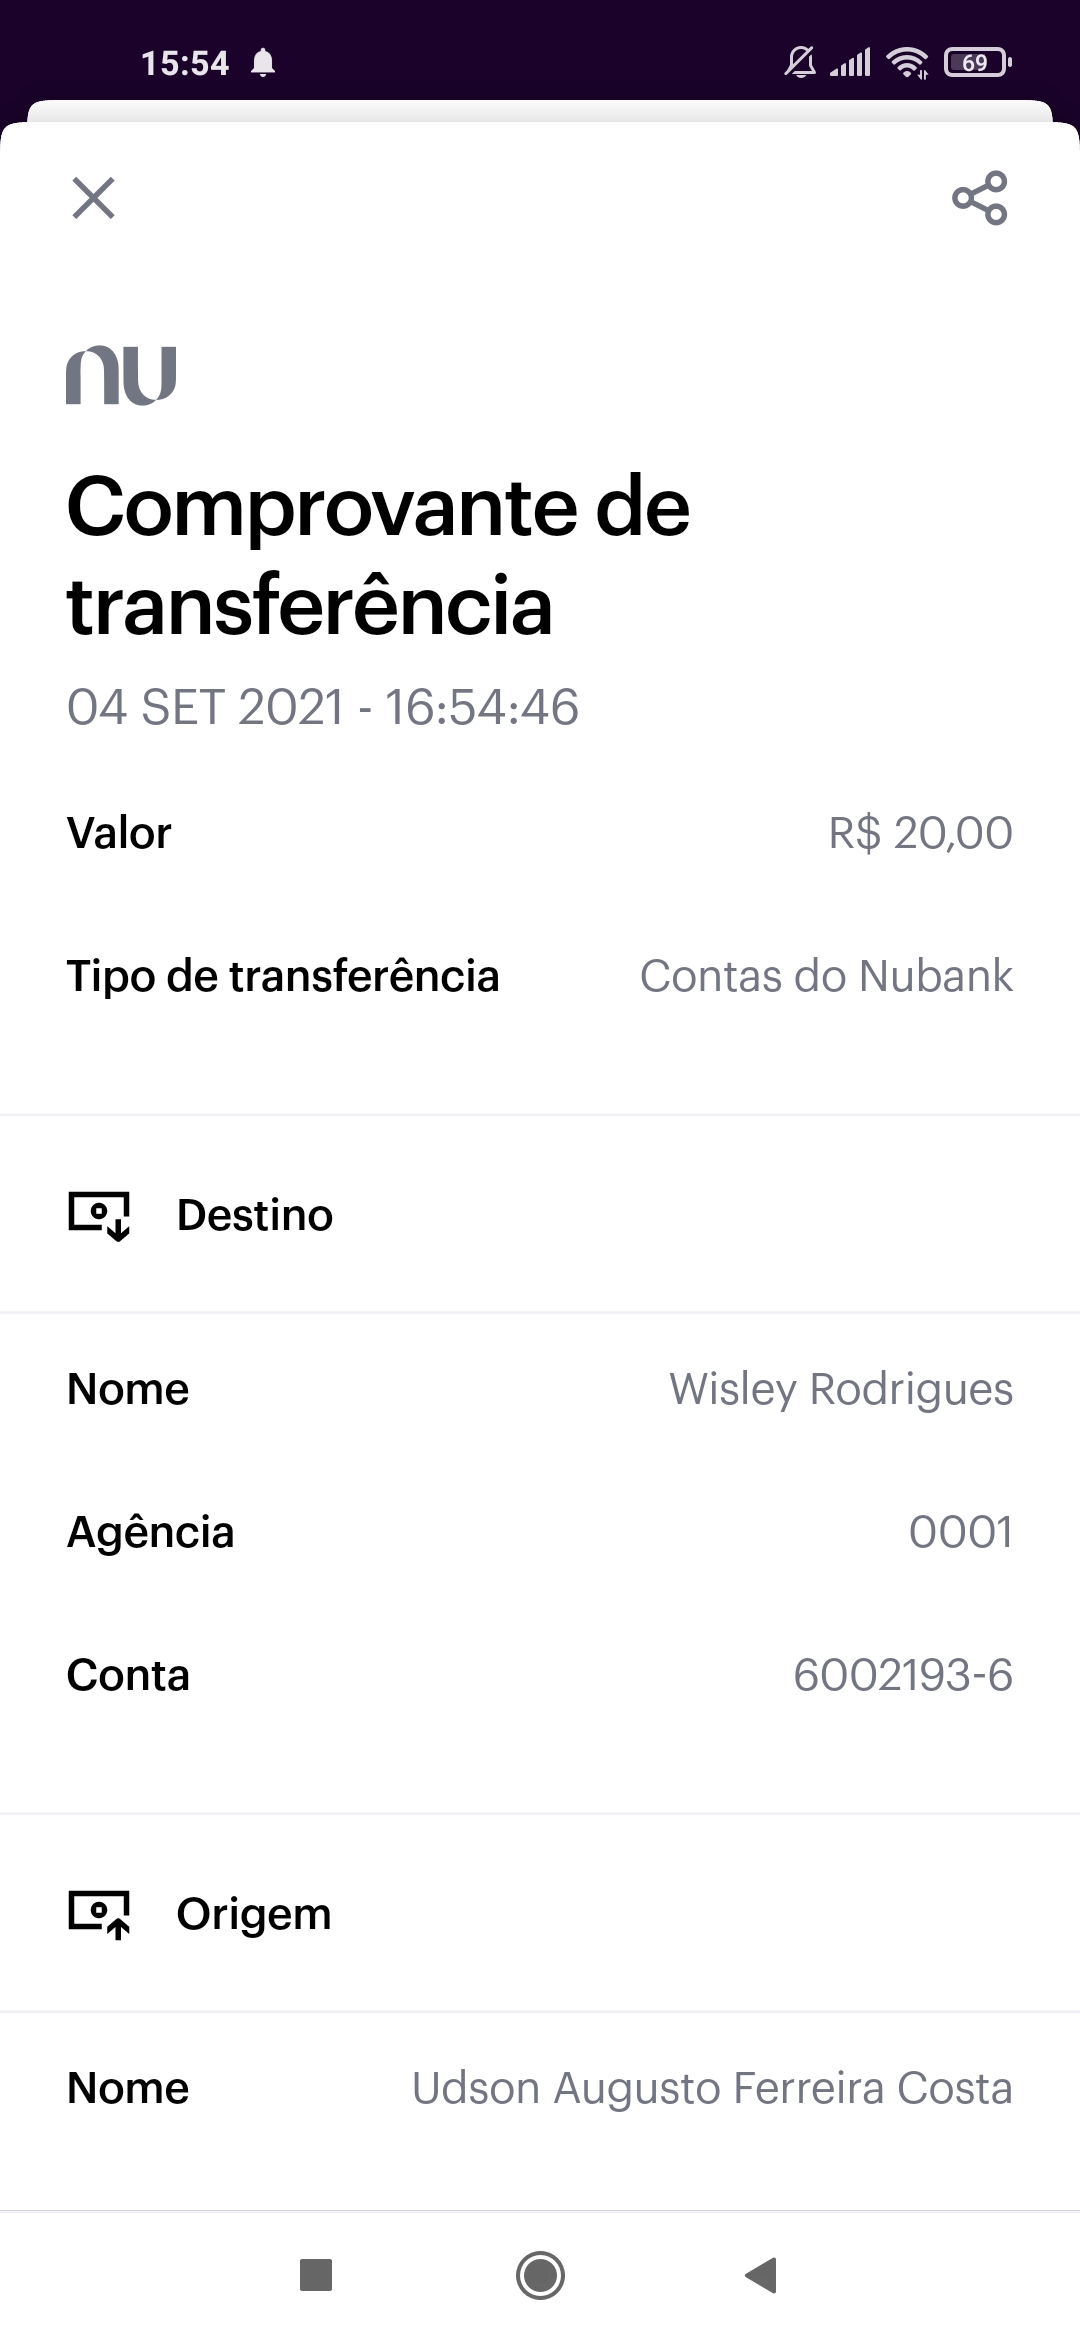 15:54
69
nu
Comprovante de
transferência
04 SET 2021 - 16:54:46
Valor R$ 20,00
Tipo de transferência Contas do Nubank
Destino
Nome Wisley Rodrigues
Agência 0001
Conta 6002193-6
Origem
Nome Udson Augusto Ferreira Costa